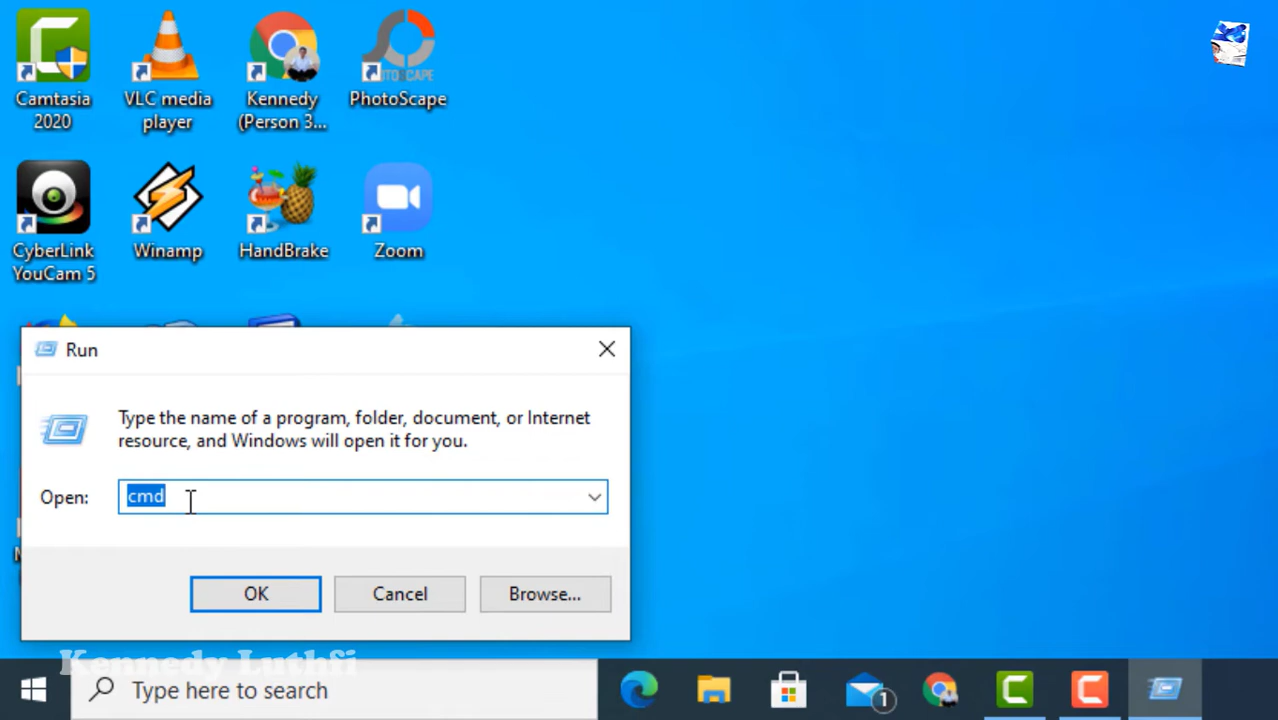 Camtasia
2020
VLC media
player
Kennedy
(Person 3...
PhotoScape
CyberLink
YouCam 5
Winamp
HandBrake
Zoom
Run
Type the name of a program, folder, document, or Internet
resource, and Windows will open it for you.
Open:
cmd
OK
Cancel
Browse...
Kennedy Luthfi
Type here to search
1